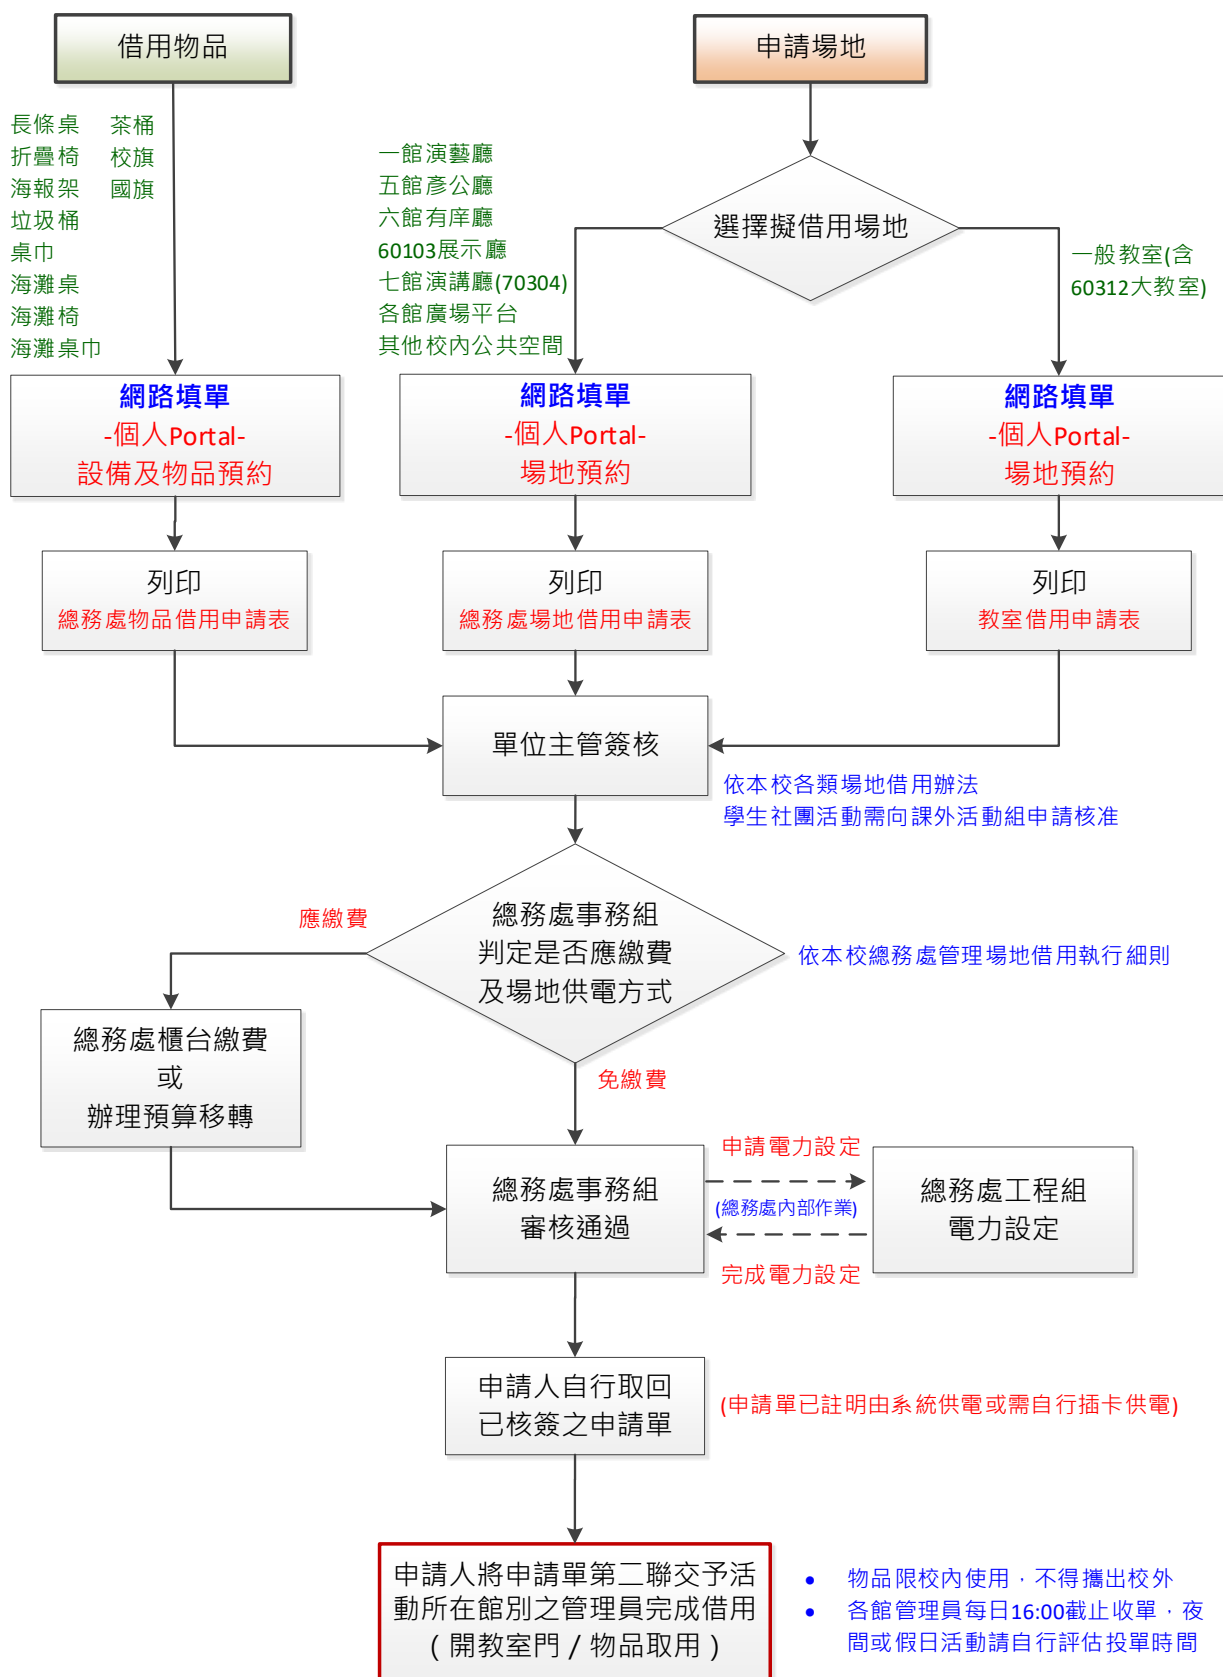 借用物品
申請場地
長條桌
折疊椅
海報架
垃圾桶
桌巾
海灘桌
海灘椅
海灘桌巾
茶桶
校旗
國旗
一館演藝廳
五館彥公廳
六館有庠廳
60103展示廳
七館演講廳(70304)
各館廣場平台
其他校內公共空間
選擇擬借用場地
一般教室(含
60312大教室)
網路填單
-個人Portal-
設備及物品預約
網路填單
-個人Portal-
場地預約
網路填單
-個人Portal-
場地預約
列印
總務處物品借用申請表
列印
總務處場地借用申請表
列印
教室借用申請表
單位主管簽核
依本校各類場地借用辦法
學生社團活動需向課外活動組申請核准
應繳費
總務處事務組
判定是否應繳費
及場地供電方式
依本校總務處管理場地借用執行細則
總務處櫃台繳費
或
辦理預算移轉
免繳費
總務處事務組
審核通過
申請電力設定
(總務處內部作業)
完成電力設定
總務處工程組
電力設定
申請人自行取回
已核簽之申請單
(申請單已註明由系統供電或需自行插卡供電)
申請人將申請單第二聯交予活
動所在館別之管理員完成借用
(開教室門/物品取用)
• 物品限校內使用，不得攜出校外
• 各館管理員每日16:00截止收單，夜
間或假日活動請自行評估投單時間